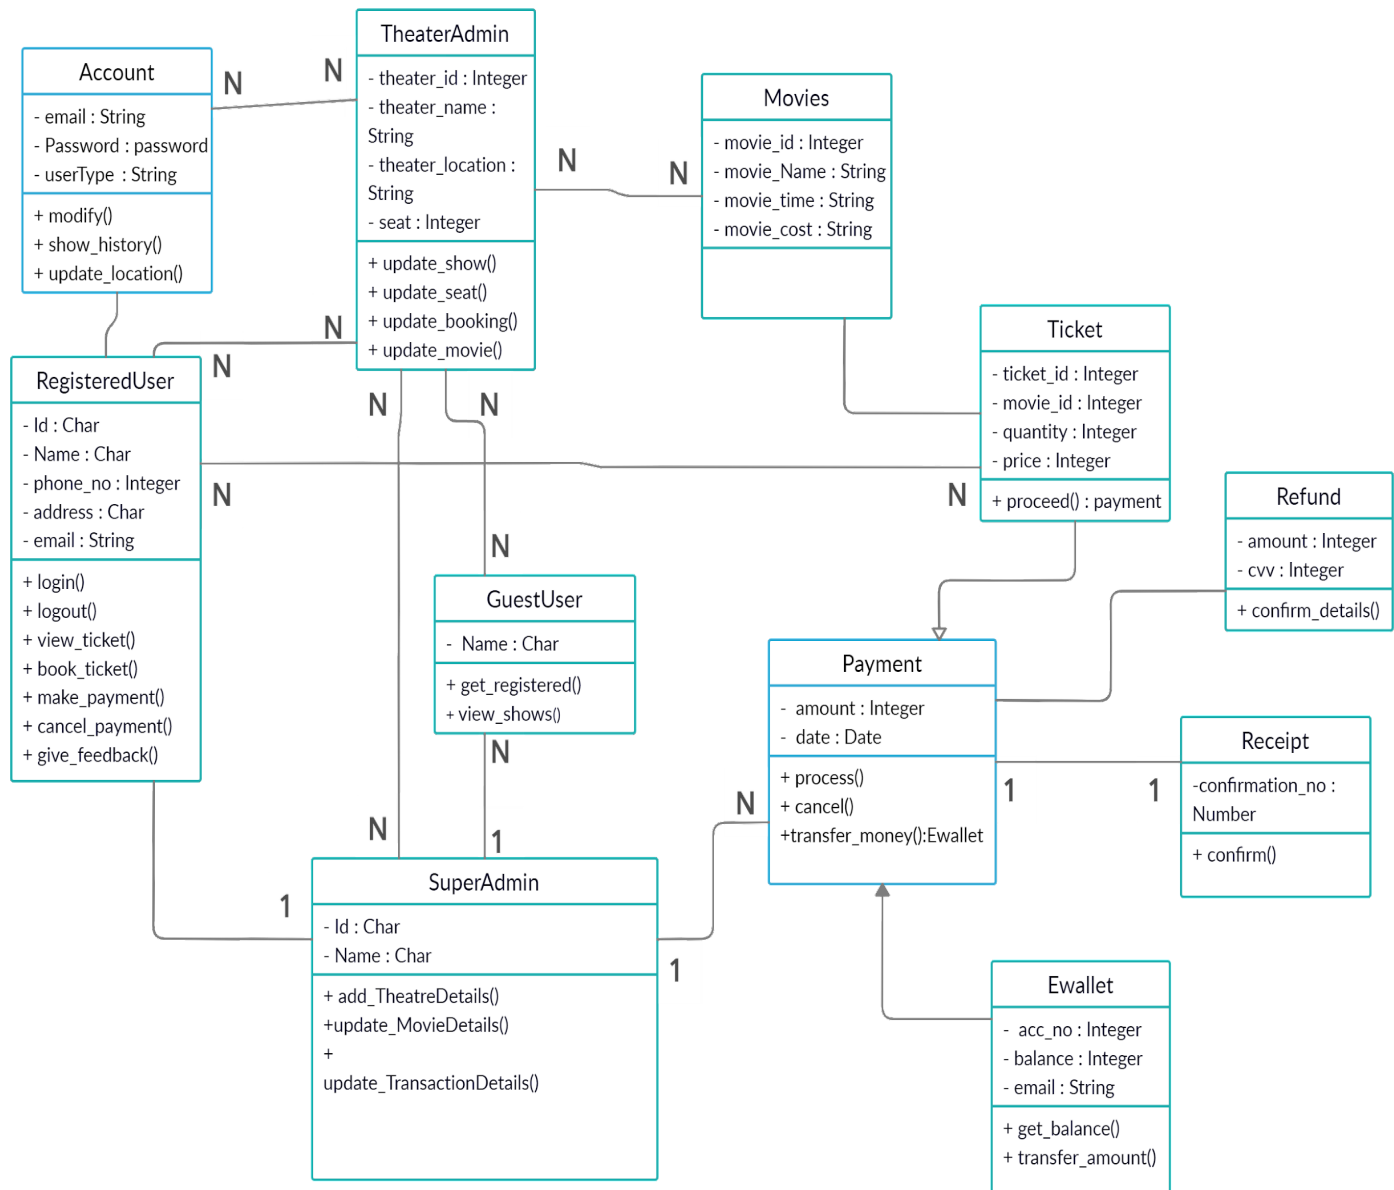 Account
- email : String
- Password : password
- userType : String
+ modify()
+ show_history()
+ update_location()
N
N
TheaterAdmin
- theater_id : Integer
- theater_name :
String
- theater_location :
String
- seat : Integer
+ update_show()
+ update_seat()
+ update_booking()
+ update_movie()
N
N
Movies
- movie_id : Integer
- movie_Name : String
- movie_time : String
- movie_cost : String
N
N
RegisteredUser
- Id : Char
- Name : Char
- phone_no : Integer
- address : Char
- email : String
+ login()
+ logout()
+ view_ticket()
+ book_ticket()
+ make_payment()
+ cancel_payment()
+ give_feedback()
N
N
N
N
Ticket
- ticket_id : Integer
- movie_id : Integer
- quantity : Integer
- price : Integer
+ proceed() : payment
N
GuestUser
- Name : Char
+ get_registered()
+ view_shows()
N
N
1
Refund
- amount : Integer
- cvv : Integer
+ confirm_details()
Payment
- amount : Integer
- date : Date
+ process()
+ cancel()
+transfer_money():Ewallet
N
1
1
Receipt
-confirmation_no :
Number
+ confirm()
1
SuperAdmin
- Id : Char
- Name : Char
+ add_TheatreDetails()
+update_MovieDetails()
+
update_TransactionDetails()
1
Ewallet
- acc_no : Integer
- balance : Integer
- email : String
+ get_balance()
+ transfer_amount()